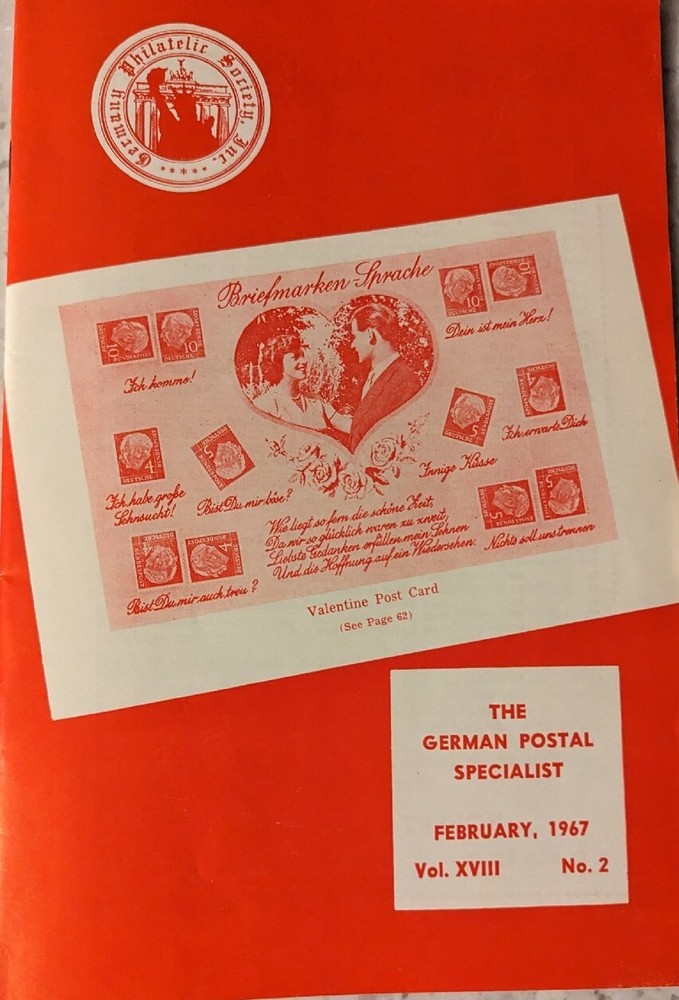 Germany Philatelic Society, Inc.
Briefmarken-Sprache
Ich komme!
Dein ist mein Herz!
Ich habe große
Sehnsucht!
Bist Du mir böse?
Innige Küsse
Ich erwarte Dich
Bist Du mir auch treu?
Wie liegt so fern die schöne Zeit,
Da wir so glücklich waren zu zweit,
Liebste Gedanken erfüllen mein Sehnen
Und die Hoffnung auf ein Wiedersehen.
Nichts soll uns trennen
Valentine Post Card
(See Page 62)
THE
GERMAN POSTAL
SPECIALIST
FEBRUARY, 1967
Vol. XVIII No. 2